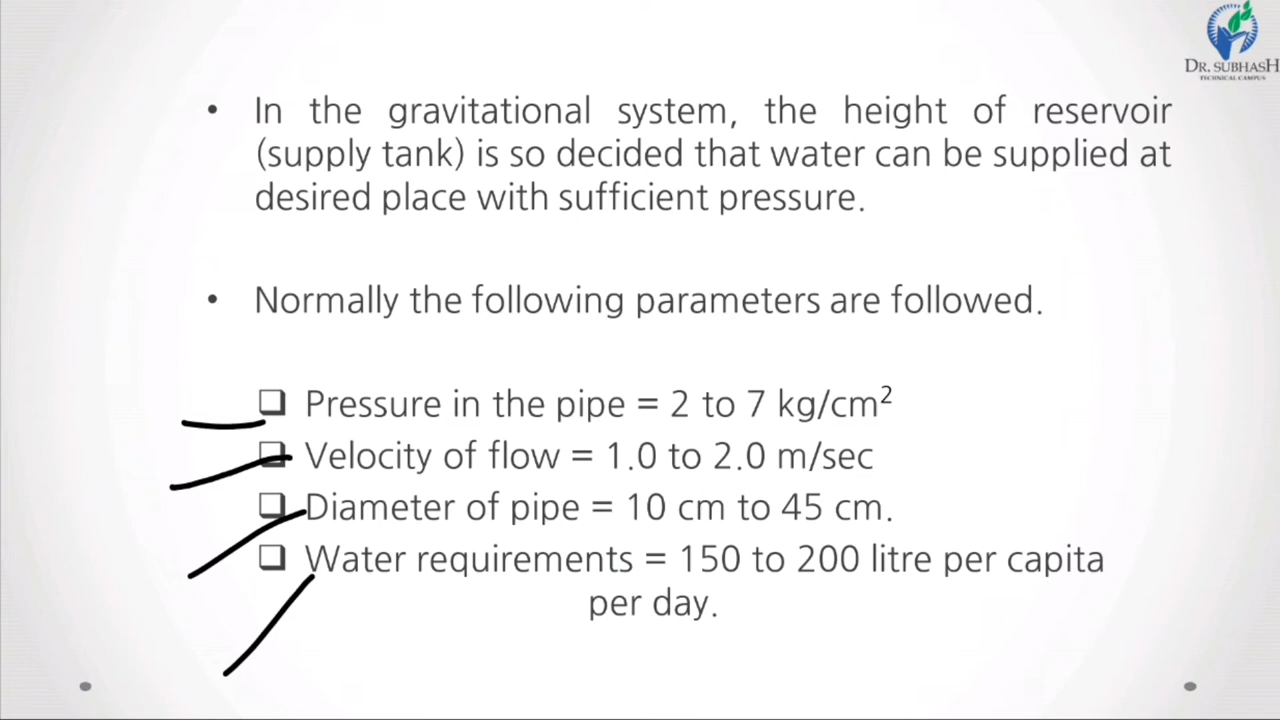 DR. SUBHASH
TECHNICAL CAMPUS
• In the gravitational system, the height of reservoir
(supply tank) is so decided that water can be supplied at
desired place with sufficient pressure.
• Normally the following parameters are followed.
❑ Pressure in the pipe = 2 to 7 kg/cm²
❑ Velocity of flow = 1.0 to 2.0 m/sec
❑ Diameter of pipe = 10 cm to 45 cm.
❑ Water requirements = 150 to 200 litre per capita
per day.